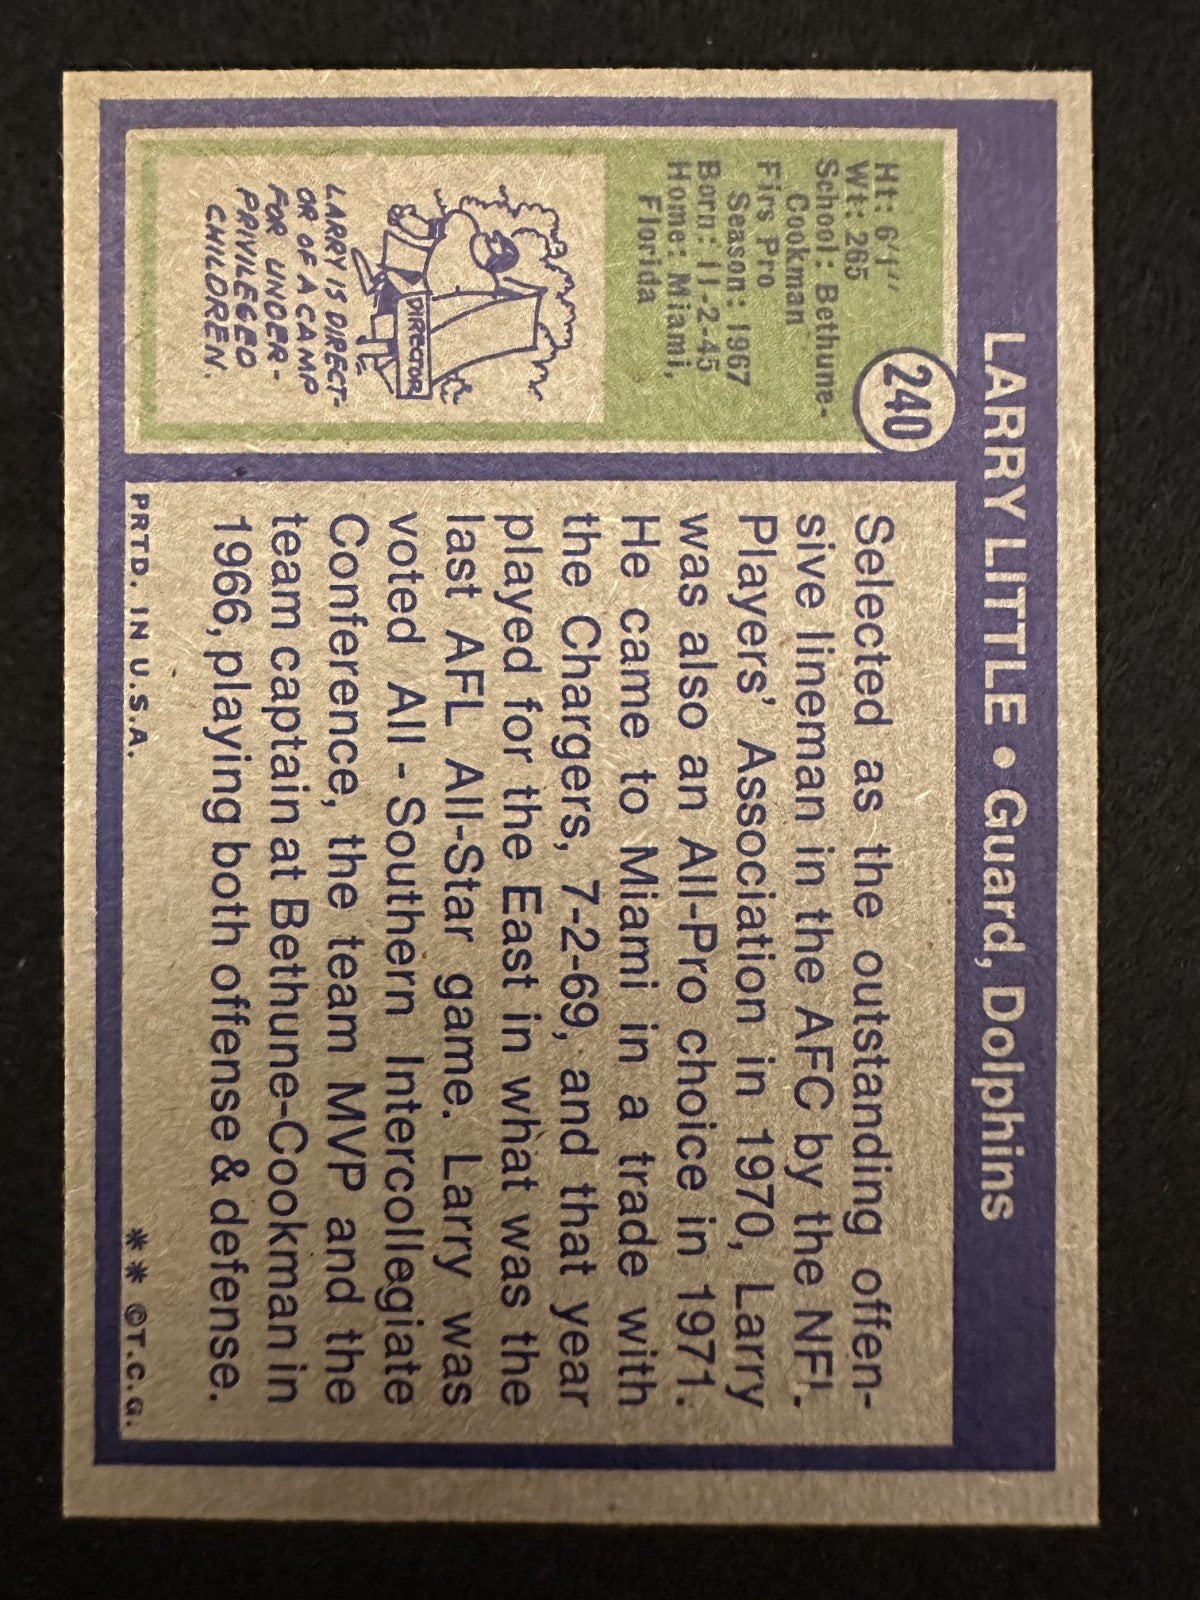 LARRY LITTLE • Guard, Dolphins
240
Ht: 6'1"
Wt: 265
School: Bethune-
Cookman
Firs Pro
Season: 1967
Born: 11-2-45
Home: Miami,
Florida
DIRECTOR
LARRY IS DIRECT-
OR OF A CAMP
FOR UNDER-
PRIVILEGED
CHILDREN.
Selected as the outstanding offen-
sive lineman in the AFC by the NFL
Players' Association in 1970, Larry
was also an All-Pro choice in 1971.
He came to Miami in a trade with
the Chargers, 7-2-69, and that year
played for the East in what was the
last AFL All-Star game. Larry was
voted All - Southern Intercollegiate
Conference, the team MVP and the
team captain at Bethune-Cookman in
1966, playing both offense & defense.
PRTD. IN U.S.A.
** ©T.C.G.